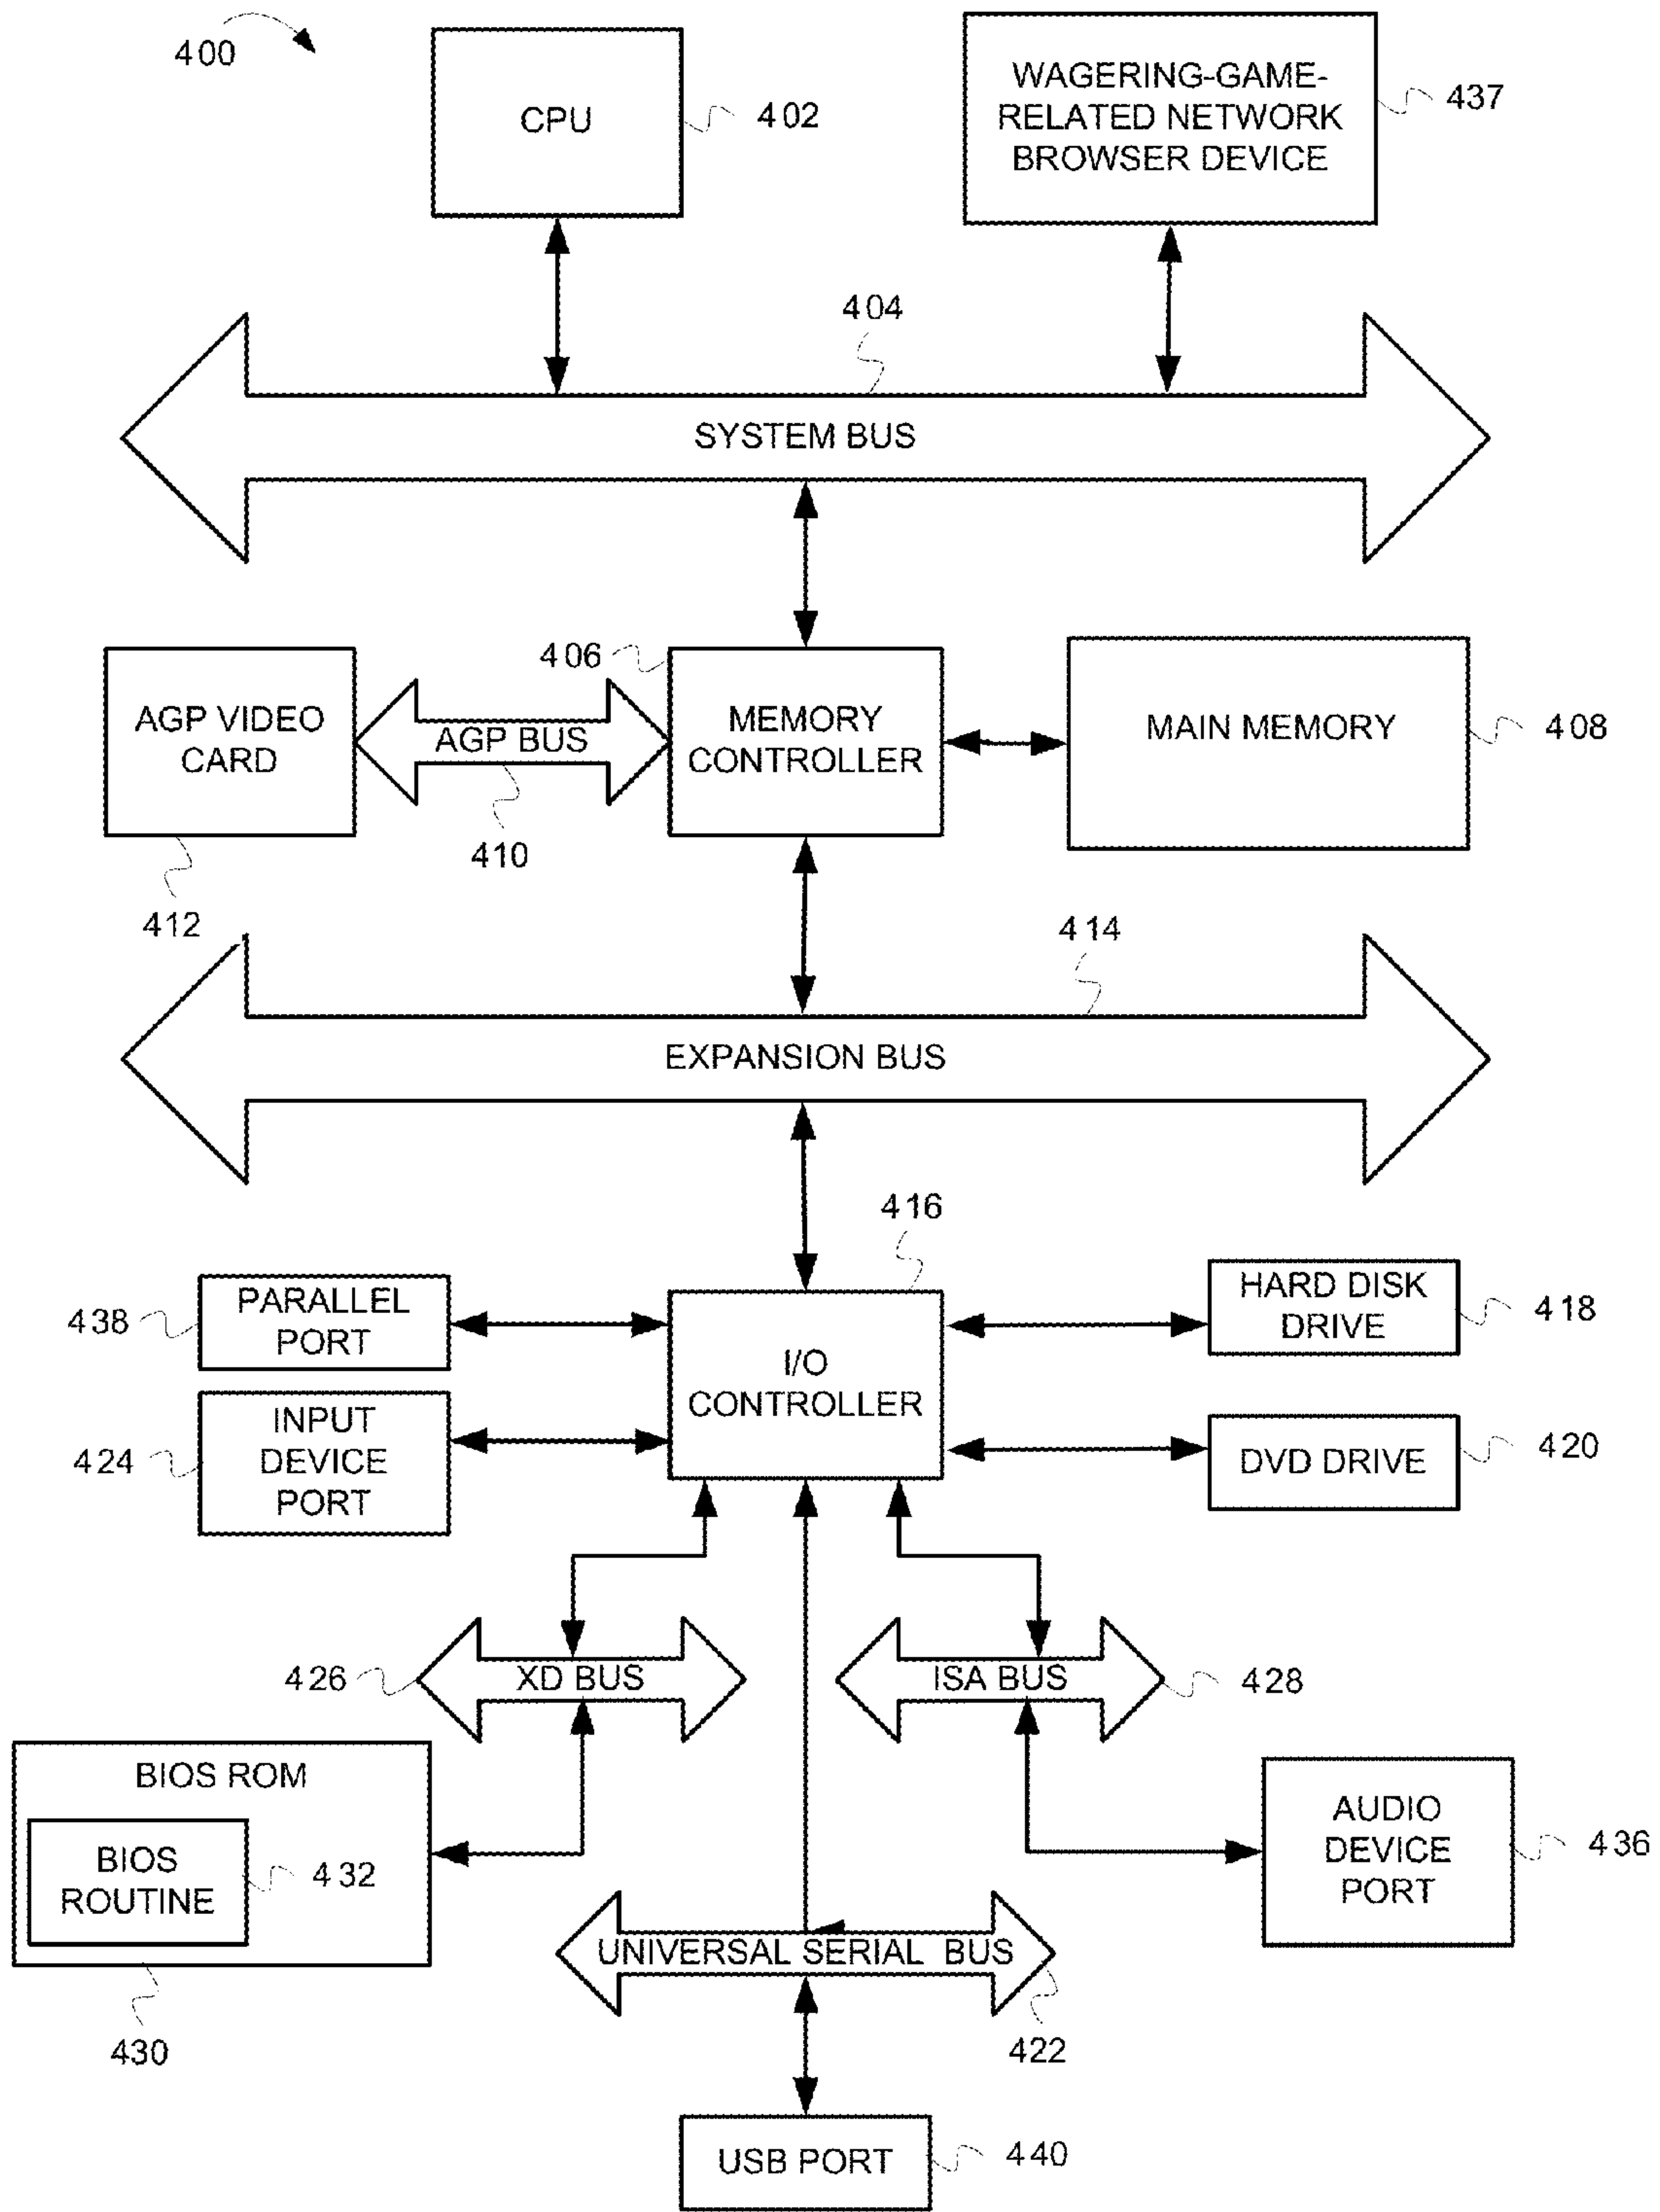 400
CPU
402
WAGERING-GAME-
RELATED NETWORK
BROWSER DEVICE
437
404
SYSTEM BUS
AGP VIDEO
CARD
412
AGP BUS
410
406
MEMORY
CONTROLLER
MAIN MEMORY
408
414
EXPANSION BUS
416
438
PARALLEL
PORT
I/O
CONTROLLER
HARD DISK
DRIVE
418
424
INPUT
DEVICE
PORT
DVD DRIVE
420
426
XD BUS
ISA BUS
428
BIOS ROM
BIOS
ROUTINE
432
430
AUDIO
DEVICE
PORT
436
UNIVERSAL SERIAL BUS
422
USB PORT
440